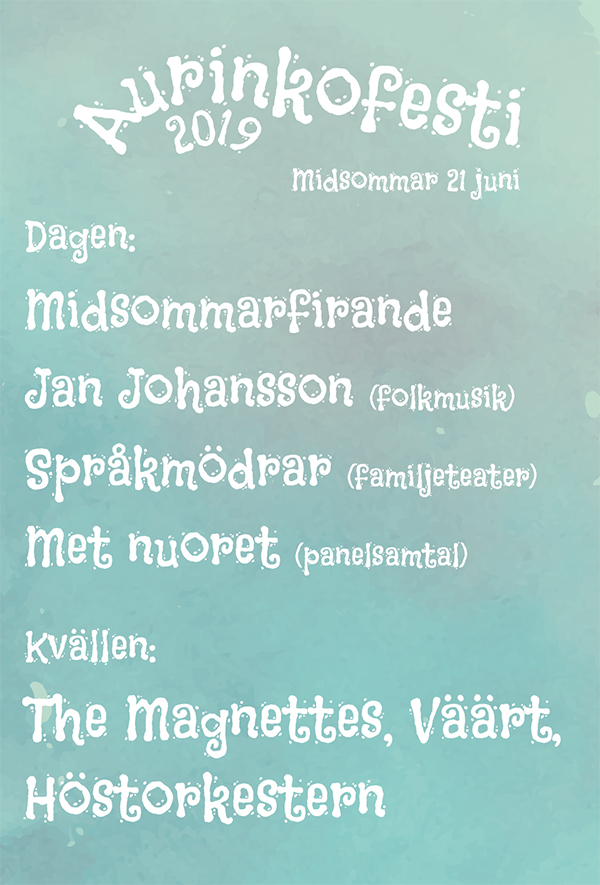 Aurinkofesti
2019
Midsommar 21 juni
Dagen:
Midsommarfirande
Jan Johansson (folkmusik)
Språkmödrar (familjeteater)
Met nuoret (panelsamtal)
Kvällen:
The Magnettes, Väärt,
Höstorkestern